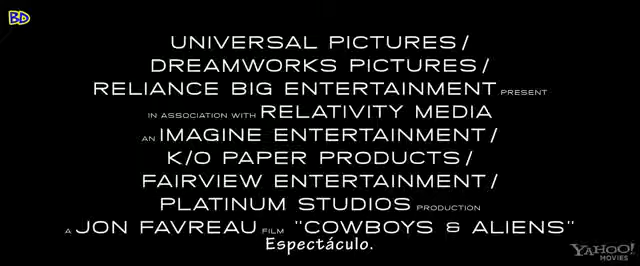 BD
UNIVERSAL PICTURES /
DREAMWORKS PICTURES /
RELIANCE BIG ENTERTAINMENT PRESENT
IN ASSOCIATION WITH RELATIVITY MEDIA
AN IMAGINE ENTERTAINMENT /
K/O PAPER PRODUCTS /
FAIRVIEW ENTERTAINMENT /
PLATINUM STUDIOS PRODUCTION
A JON FAVREAU FILM "COWBOYS & ALIENS"
Espectáculo.
YAHOO!
MOVIES